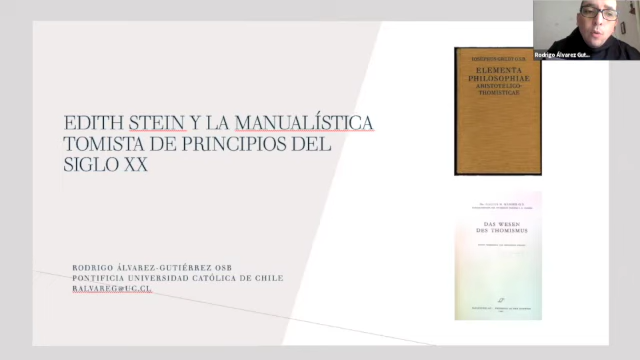 EDITH STEIN Y LA MANUALÍSTICA
TOMISTA DE PRINCIPIOS DEL
SIGLO XX
RODRIGO ÁLVAREZ-GUTIÉRREZ OSB
PONTIFICIA UNIVERSIDAD CATÓLICA DE CHILE
RALVAREG@UC.CL
Rodrigo Álvarez Gut...
ELEMENTA
PHILOSOPHIAE
ARISTOTELICO-
THOMISTICAE
DAS WESEN
DES THOMISMUS